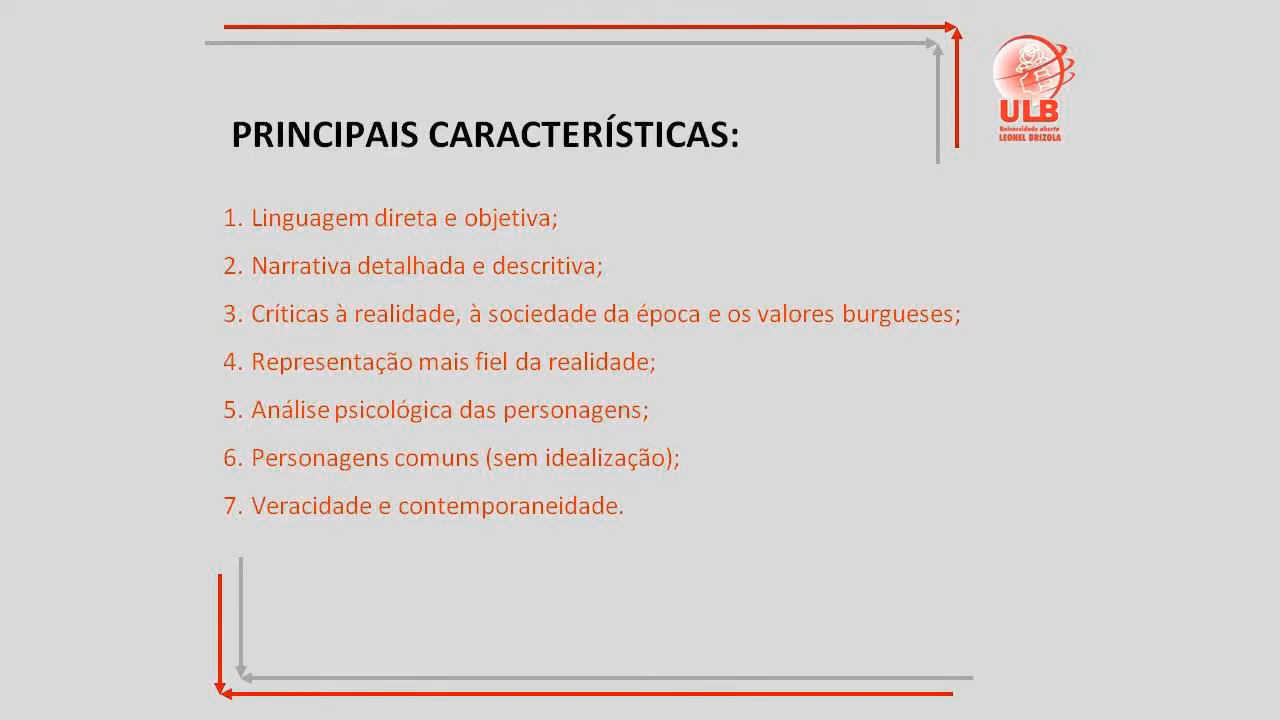 ULB
Universidade aberta
LEONEL BRIZOLA
PRINCIPAIS CARACTERÍSTICAS:
1. Linguagem direta e objetiva;
2. Narrativa detalhada e descritiva;
3. Críticas à realidade, à sociedade da época e os valores burgueses;
4. Representação mais fiel da realidade;
5. Análise psicológica das personagens;
6. Personagens comuns (sem idealização);
7. Veracidade e contemporaneidade.